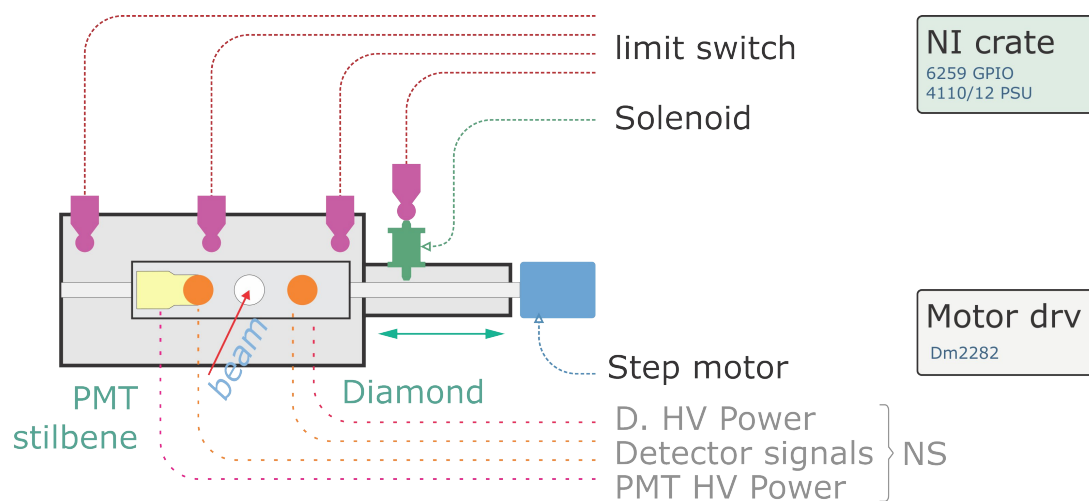 limit switch
NI crate
6259 GPIO
4110/12 PSU
Solenoid
Motor drv
Dm2282
beam
Step motor
PMT
stilbene
Diamond
D. HV Power
Detector signals
PMT HV Power
NS